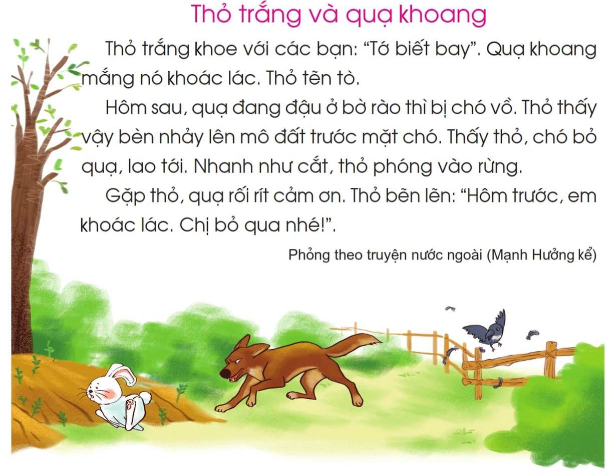 Thỏ trắng và quạ khoang
Thỏ trắng khoe với các bạn: “Tớ biết bay”. Quạ khoang
mắng nó khoác lác. Thỏ tẽn tò.
Hôm sau, quạ đang đậu ở bờ rào thì bị chó vồ. Thỏ thấy
vậy bèn nhảy lên mô đất trước mặt chó. Thấy thỏ, chó bỏ
quạ, lao tới. Nhanh như cắt, thỏ phóng vào rừng.
Gặp thỏ, quạ rối rít cảm ơn. Thỏ bẽn lẽn: “Hôm trước, em
khoác lác. Chị bỏ qua nhé!”.
Phỏng theo truyện nước ngoài (Mạnh Hưởng kể)